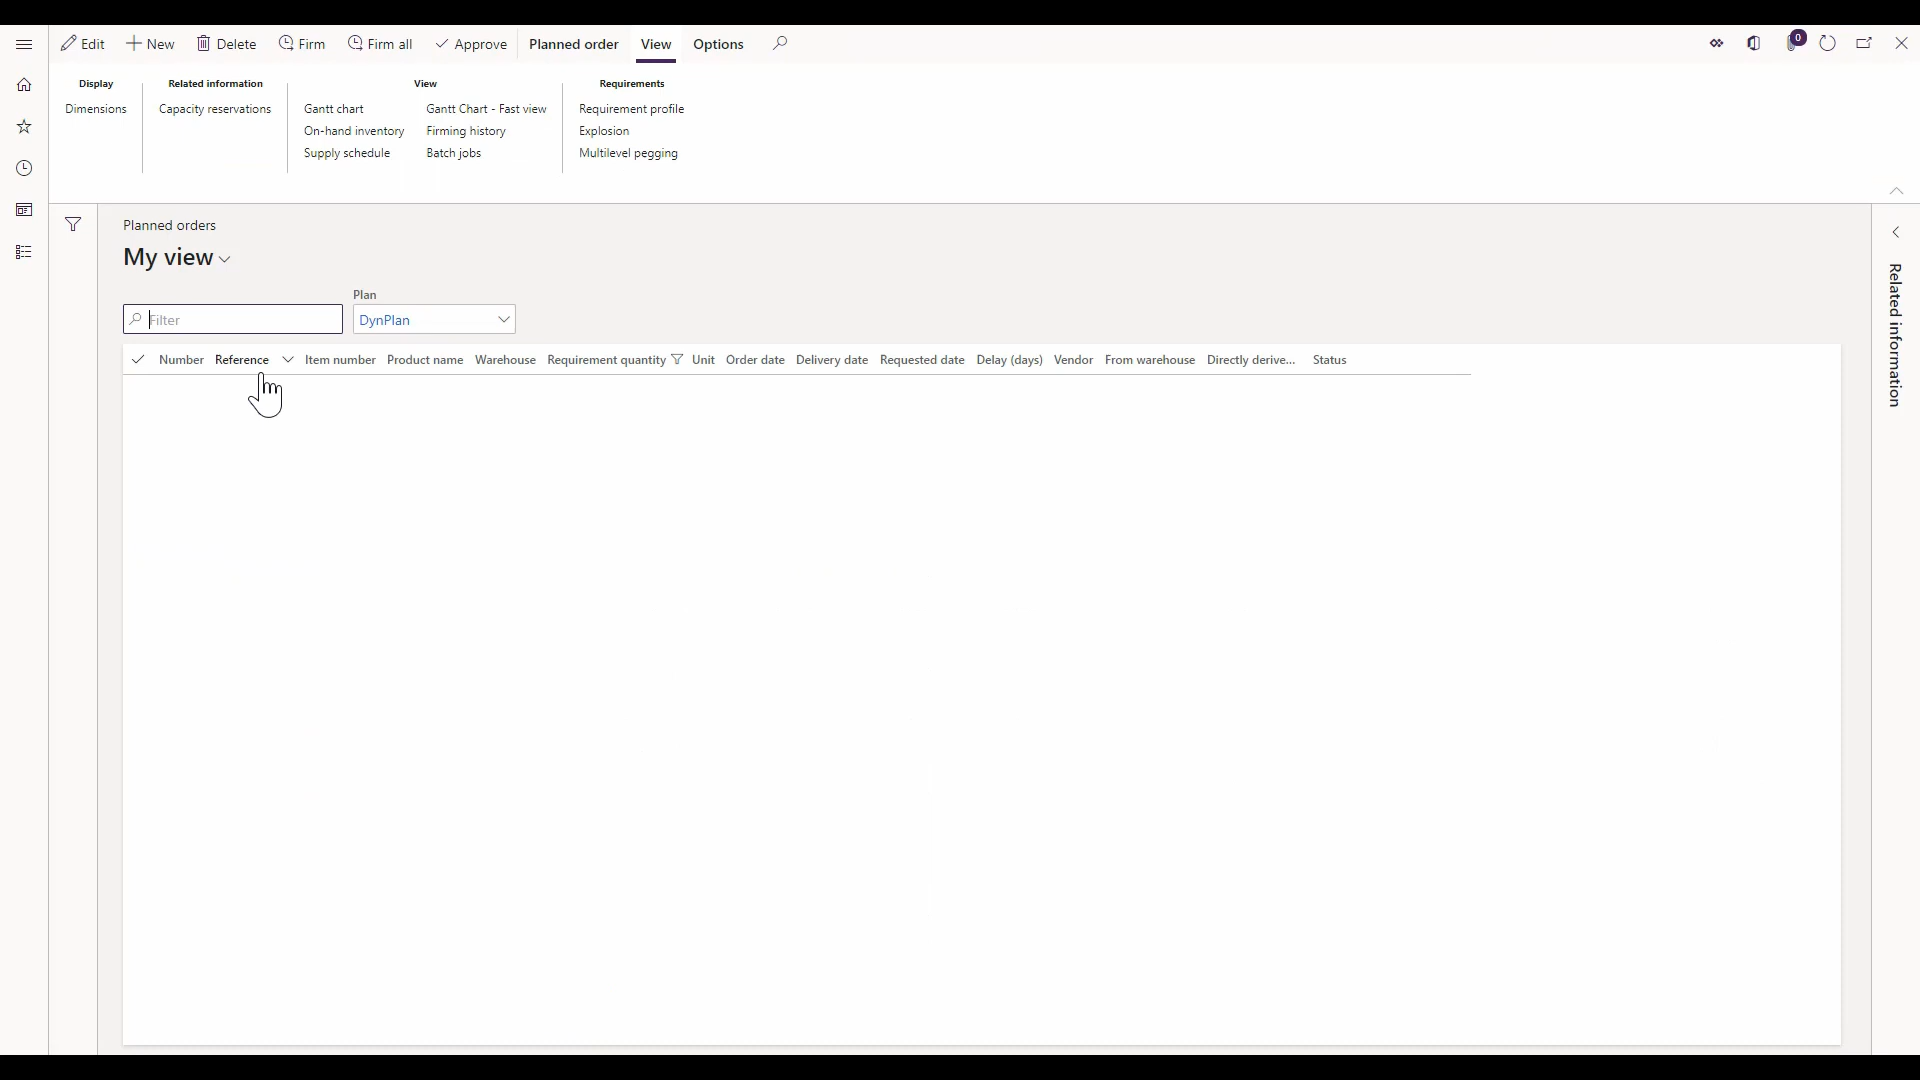 Edit New Delete Firm Firm all Approve Planned order View Options 0
Display Related information View Requirements
Dimensions Capacity reservations Gantt chart Gantt Chart - Fast view Requirement profile
On-hand inventory Firming history Explosion
Supply schedule Batch jobs Multilevel pegging
Planned orders
My view
Plan
Filter DynPlan
Number Reference Item number Product name Warehouse Requirement quantity Unit Order date Delivery date Requested date Delay (days) Vendor From warehouse Directly derive... Status
Related information